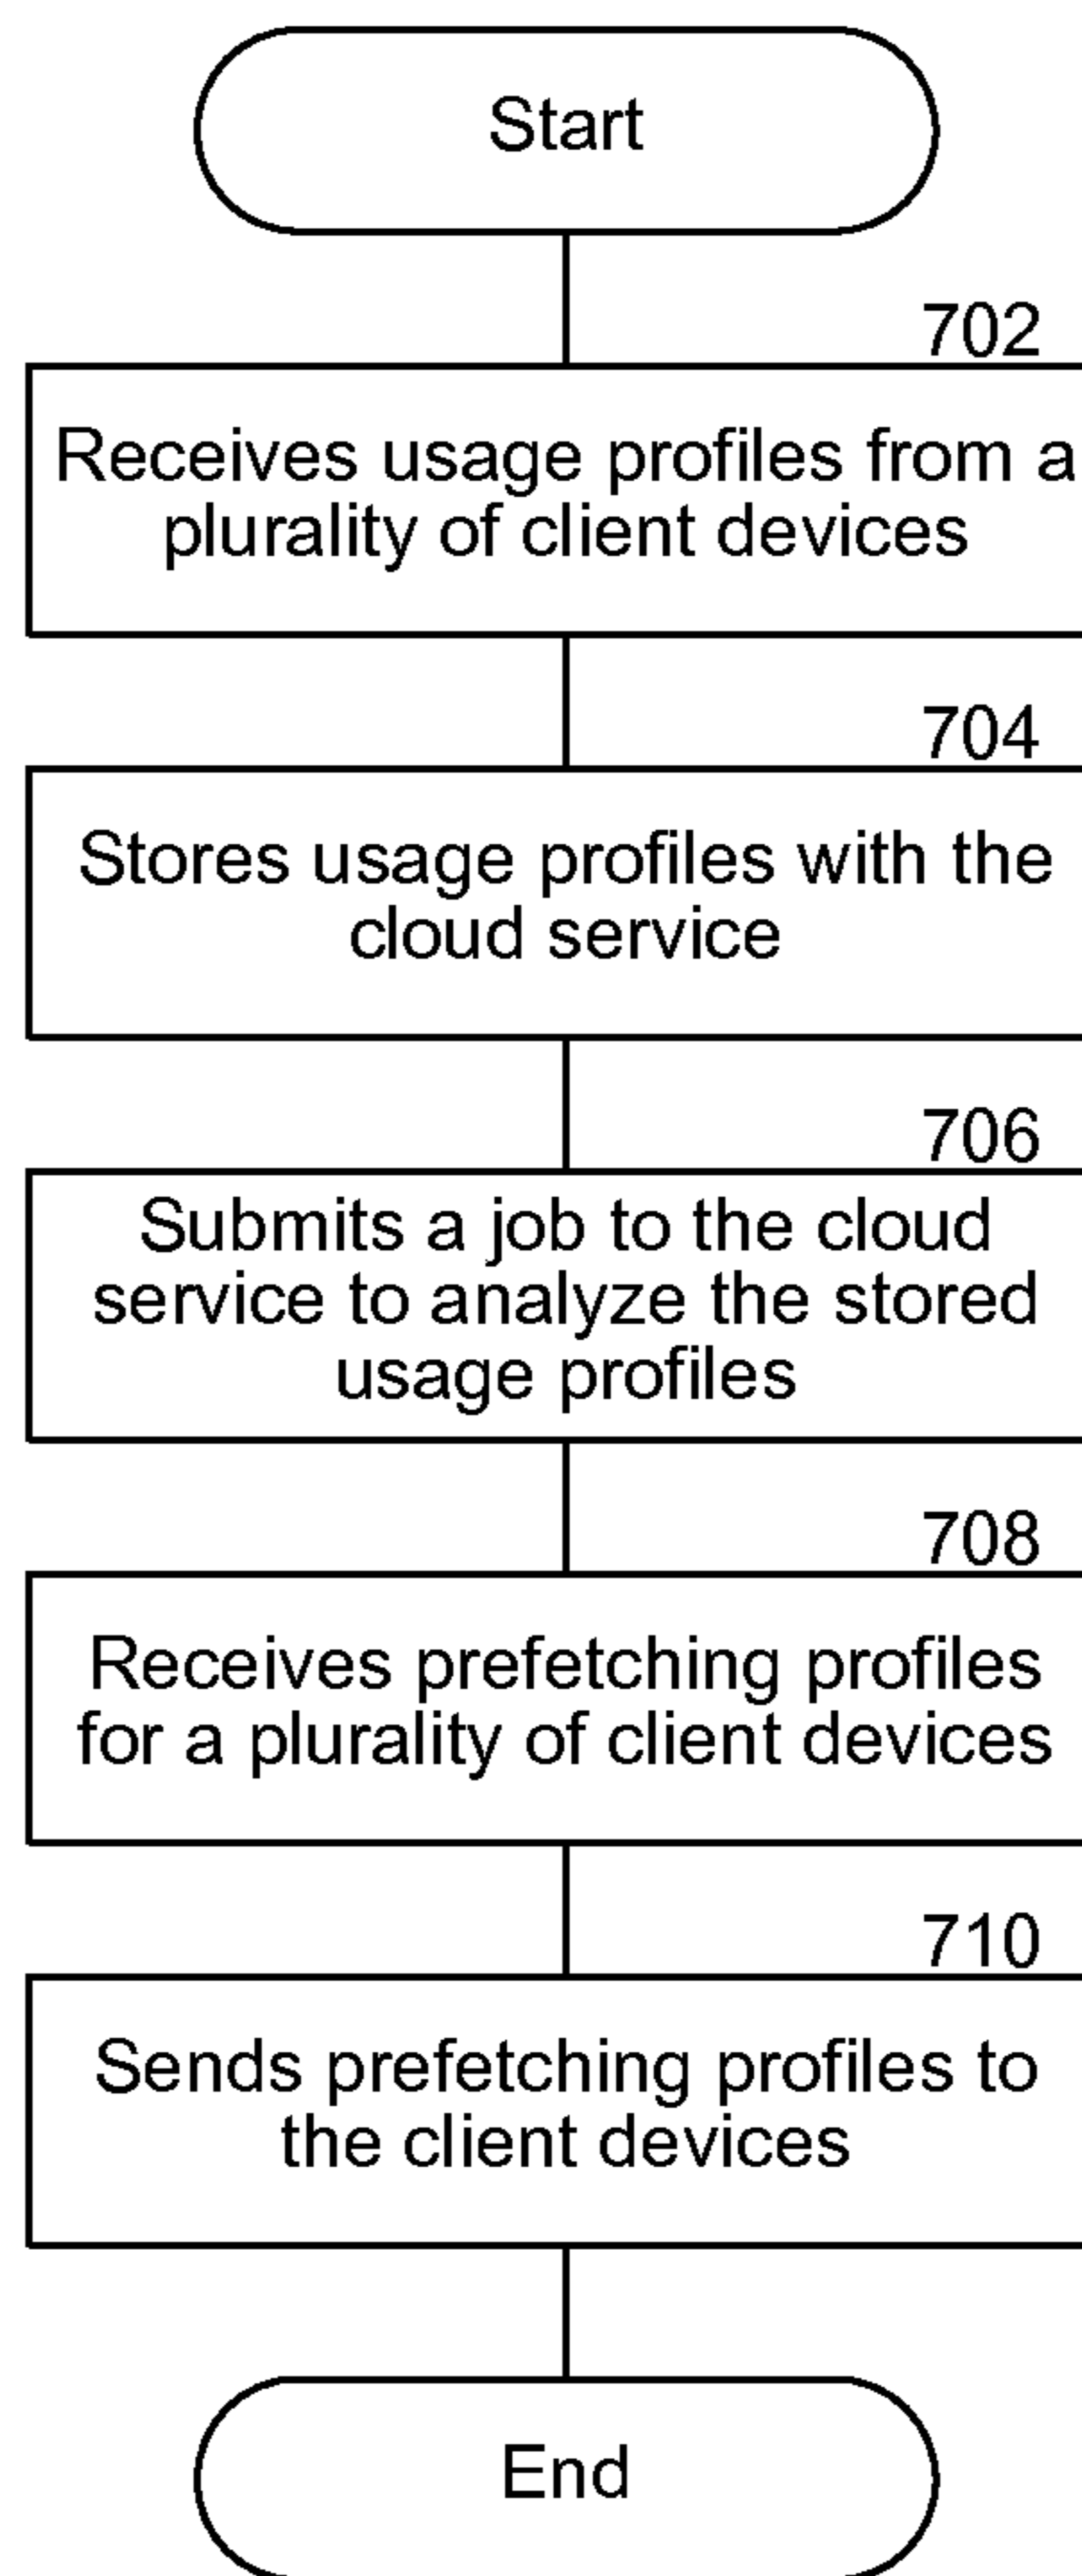 Start
702
Receives usage profiles from a
plurality of client devices
704
Stores usage profiles with the
cloud service
706
Submits a job to the cloud
service to analyze the stored
usage profiles
708
Receives prefetching profiles
for a plurality of client devices
710
Sends prefetching profiles to
the client devices
End